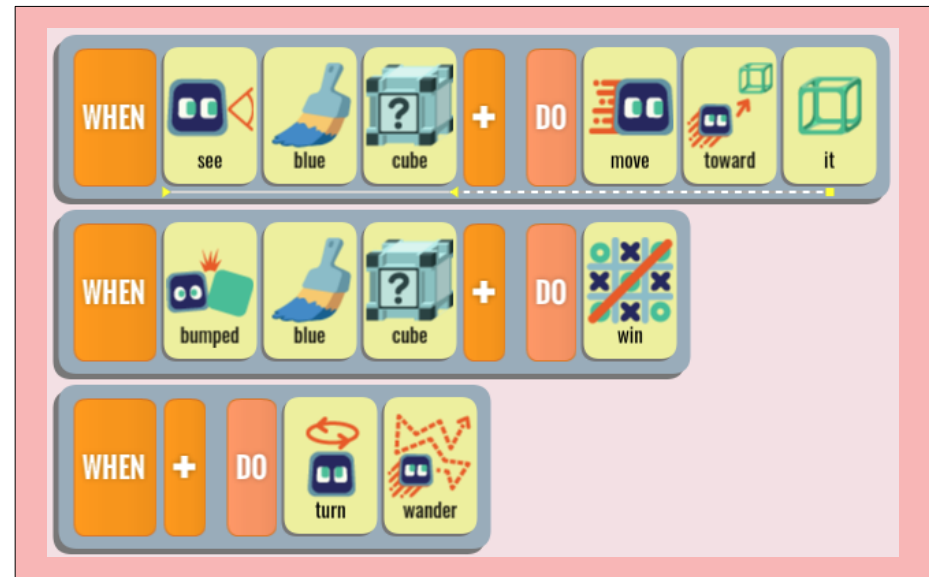 WHEN + DO
see blue cube move toward it
WHEN + DO
bumped blue cube win
WHEN + DO
turn wander